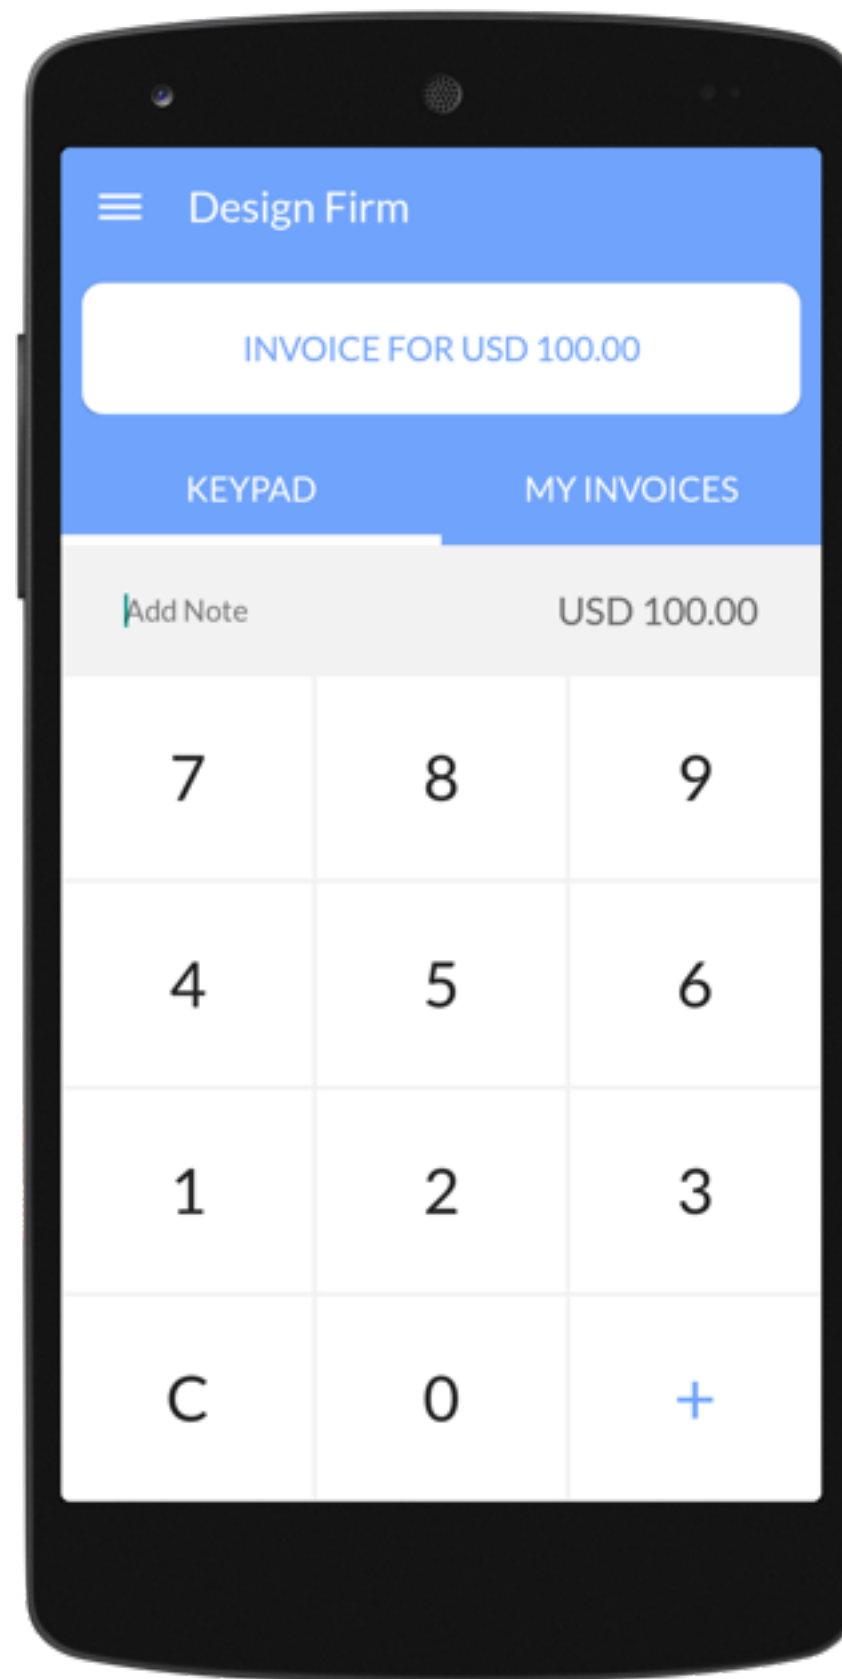 Design Firm
INVOICE FOR USD 100.00
KEYPAD MY INVOICES
Add Note USD 100.00
7 8 9
4 5 6
1 2 3
C 0 +